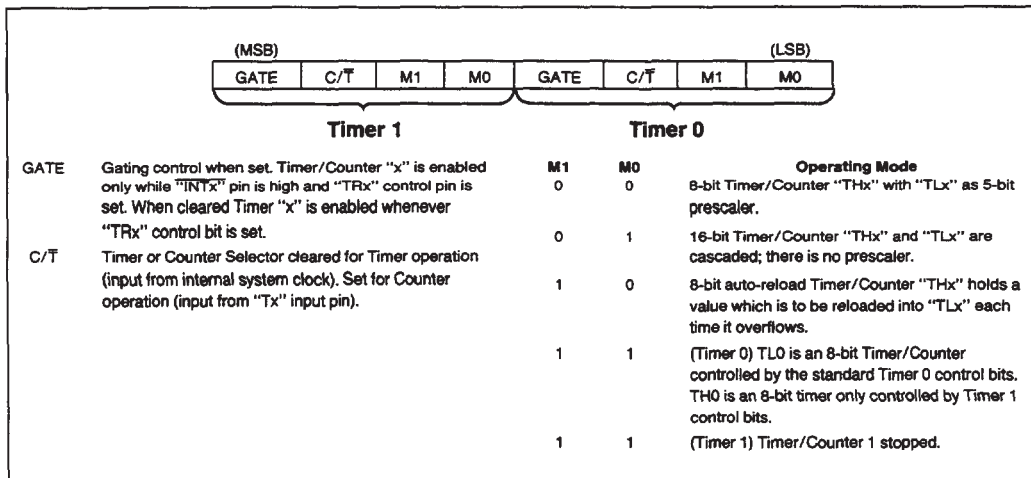 (MSB) (LSB)
GATE C/T̅ M1 M0 GATE C/T̅ M1 M0
Timer 1 Timer 0
GATE Gating control when set. Timer/Counter “x” is enabled
only while “I̅N̅T̅x̅” pin is high and “TRx” control pin is
set. When cleared Timer “x” is enabled whenever
“TRx” control bit is set.
C/T̅ Timer or Counter Selector cleared for Timer operation
(input from internal system clock). Set for Counter
operation (input from “Tx” input pin).
M1 M0 Operating Mode
0 0 8-bit Timer/Counter “THx” with “TLx” as 5-bit
prescaler.
0 1 16-bit Timer/Counter “THx” and “TLx” are
cascaded; there is no prescaler.
1 0 8-bit auto-reload Timer/Counter “THx” holds a
value which is to be reloaded into “TLx” each
time it overflows.
1 1 (Timer 0) TL0 is an 8-bit Timer/Counter
controlled by the standard Timer 0 control bits.
TH0 is an 8-bit timer only controlled by Timer 1
control bits.
1 1 (Timer 1) Timer/Counter 1 stopped.